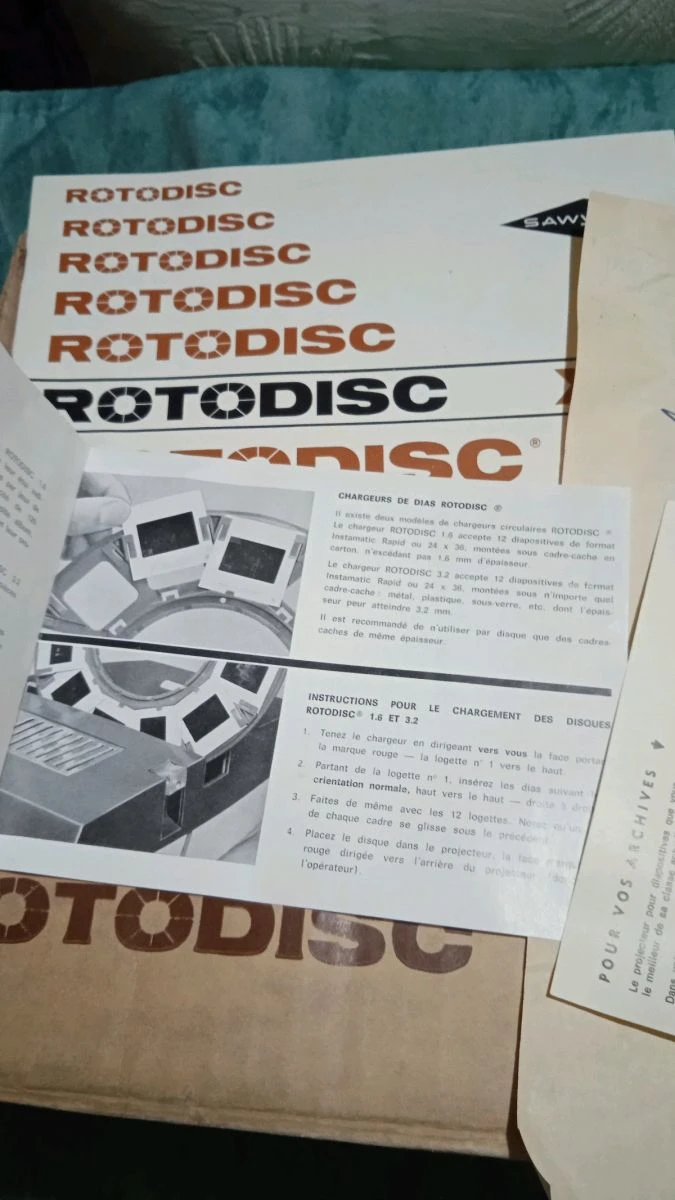 ROTODISC
ROTODISC
ROTODISC
ROTODISC
ROTODISC
ROTODISC
ROTODISC®
SAWY
CHARGEURS DE DIAS ROTODISC ®
Il existe deux modèles de chargeurs circulaires ROTODISC ®
Le chargeur ROTODISC 1.6 accepte 12 diapositives de format
Instamatic Rapid ou 24 x 36, montées sous cadre-cache en
carton, n'excédant pas 1,6 mm d'épaisseur.
Le chargeur ROTODISC 3.2 accepte 12 diapositives de format
Instamatic Rapid ou 24 x 36, montées sous n'importe quel
cadre-cache : métal, plastique, sous-verre, etc. dont l'épais-
seur peur atteindre 3,2 mm.
Il est recommandé de n'utiliser par disque que des cadres-
caches de même épaisseur.
INSTRUCTIONS POUR LE CHARGEMENT DES DISQUES
ROTODISC® 1.6 ET 3.2
1. Tenez le chargeur en dirigeant vers vous la face portant
la marque rouge — la logette n° 1 vers le haut.
2. Partant de la logette n° 1, insérez les dias suivant
orientation normale, haut vers le haut — droite à
3. Faites de même avec les 12 logettes. Notez qu'un
de chaque cadre se glisse sous le précédent
4. Placez le disque dans le projecteur, la face
rouge dirigée vers l'arrière du projecteur
l'opérateur).
OTODISC
POUR VOS ARCHIVES
Le projecteur pour diapositives que vous
le meilleur de sa classe
Dans